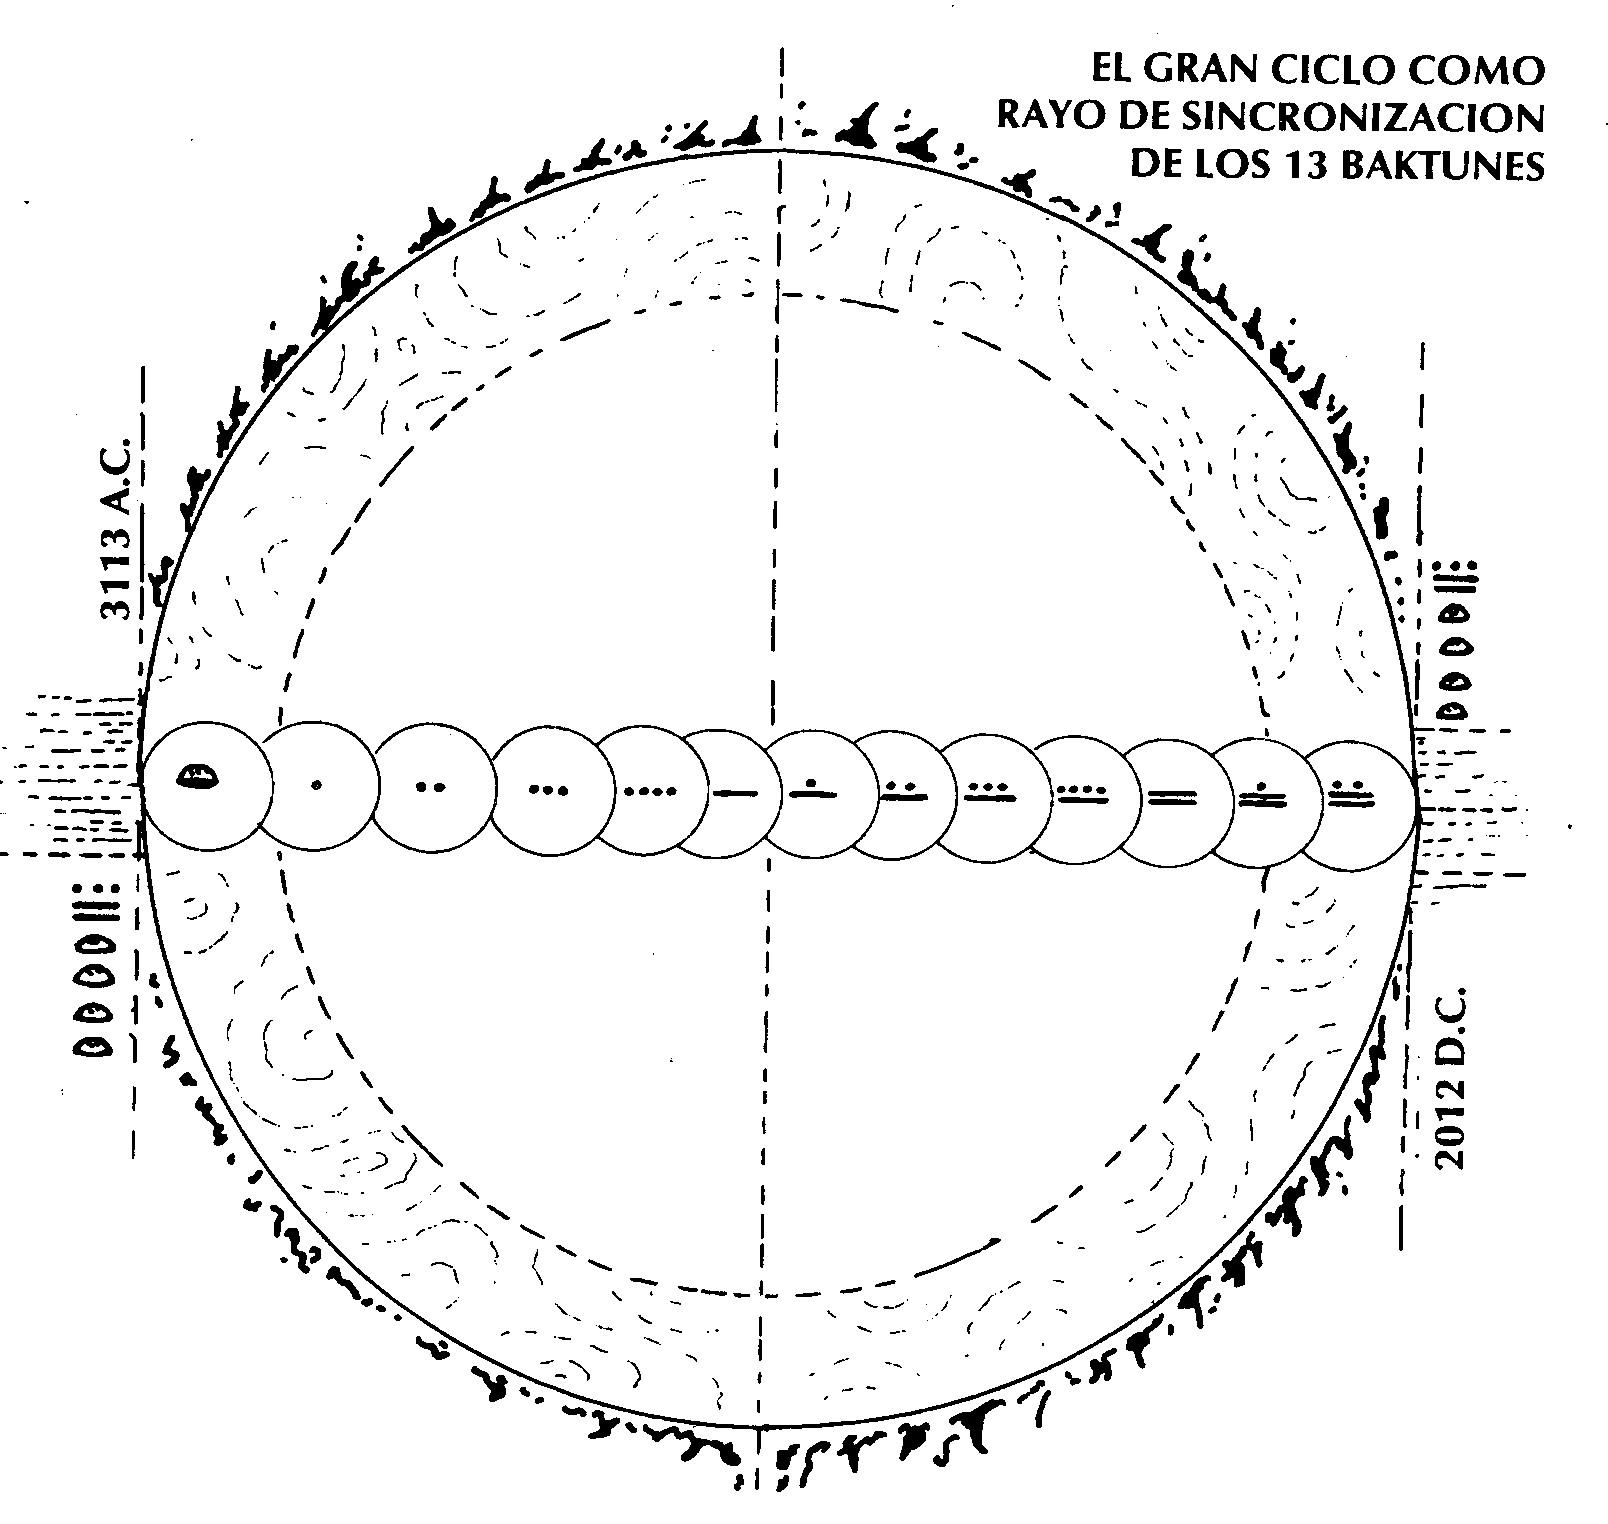 EL GRAN CICLO COMO
RAYO DE SINCRONIZACION
DE LOS 13 BAKTUNES
3113 A.C.
2012 D.C.